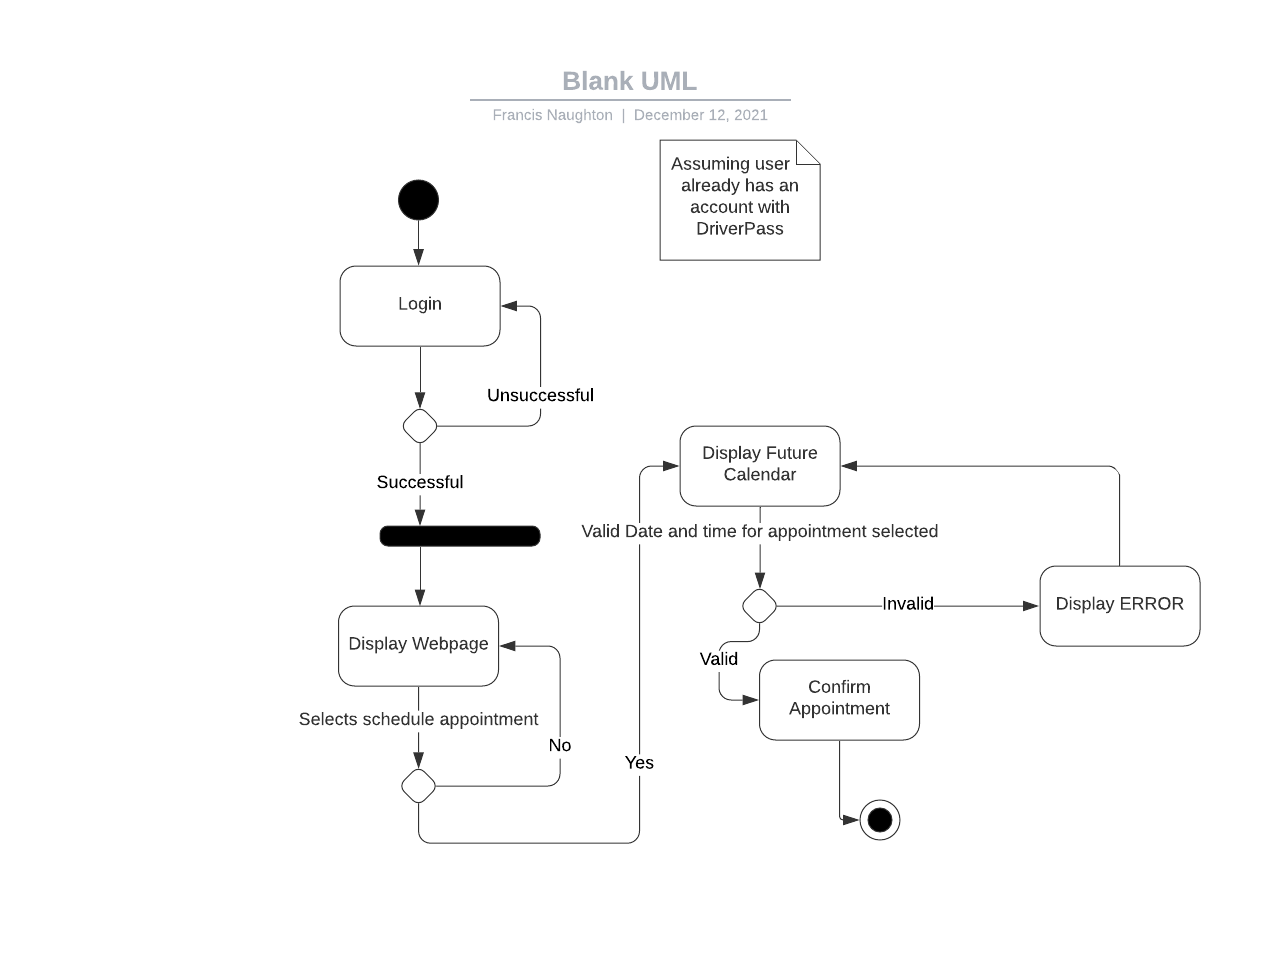 Blank UML
Francis Naughton | December 12, 2021
Assuming user
already has an
account with
DriverPass
Login
Unsuccessful
Successful
Display Future
Calendar
Valid Date and time for appointment selected
Invalid
Display ERROR
Display Webpage
Valid
Confirm
Appointment
Selects schedule appointment
No
Yes